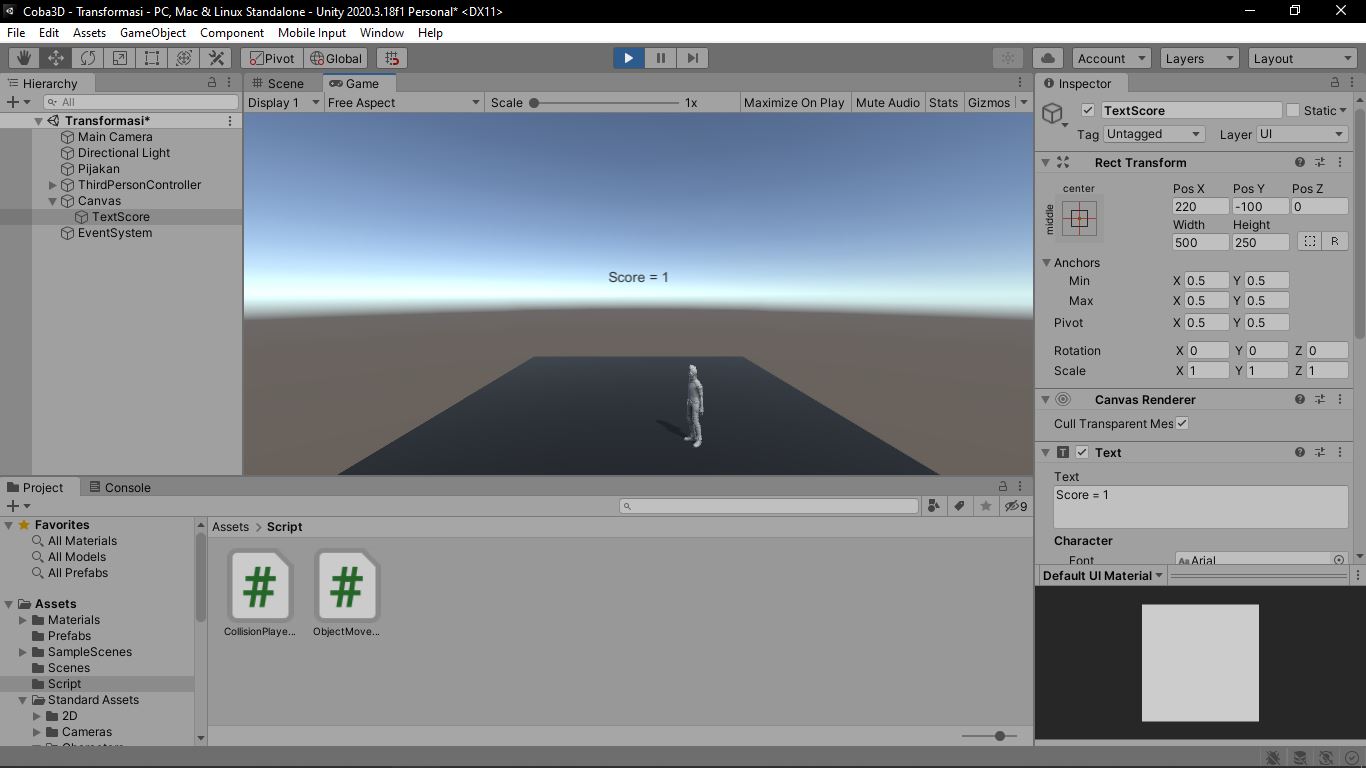 Coba3D - Transformasi - PC, Mac & Linux Standalone - Unity 2020.3.18f1 Personal* <DX11>
File Edit Assets GameObject Component Mobile Input Window Help
Pivot Global Account Layers Layout
Hierarchy
All
Transformasi*
Main Camera
Directional Light
Pijakan
ThirdPersonController
Canvas
TextScore
EventSystem
Scene Game
Display 1 Free Aspect Scale 1x Maximize On Play Mute Audio Stats Gizmos
Score = 1
Inspector
TextScore Static
Tag Untagged Layer UI
Rect Transform
center
middle
Pos X Pos Y Pos Z
220 -100 0
Width Height
500 250 R
Anchors
Min X 0.5 Y 0.5
Max X 0.5 Y 0.5
Pivot X 0.5 Y 0.5
Rotation X 0 Y 0 Z 0
Scale X 1 Y 1 Z 1
Canvas Renderer
Cull Transparent Mes
T Text
Text
Score = 1
Character
Font Arial
Default UI Material
Project Console
9
Favorites
All Materials
All Models
All Prefabs
Assets
Materials
Prefabs
SampleScenes
Scenes
Script
Standard Assets
2D
Cameras
Assets > Script
# #
CollisionPlaye... ObjectMove...